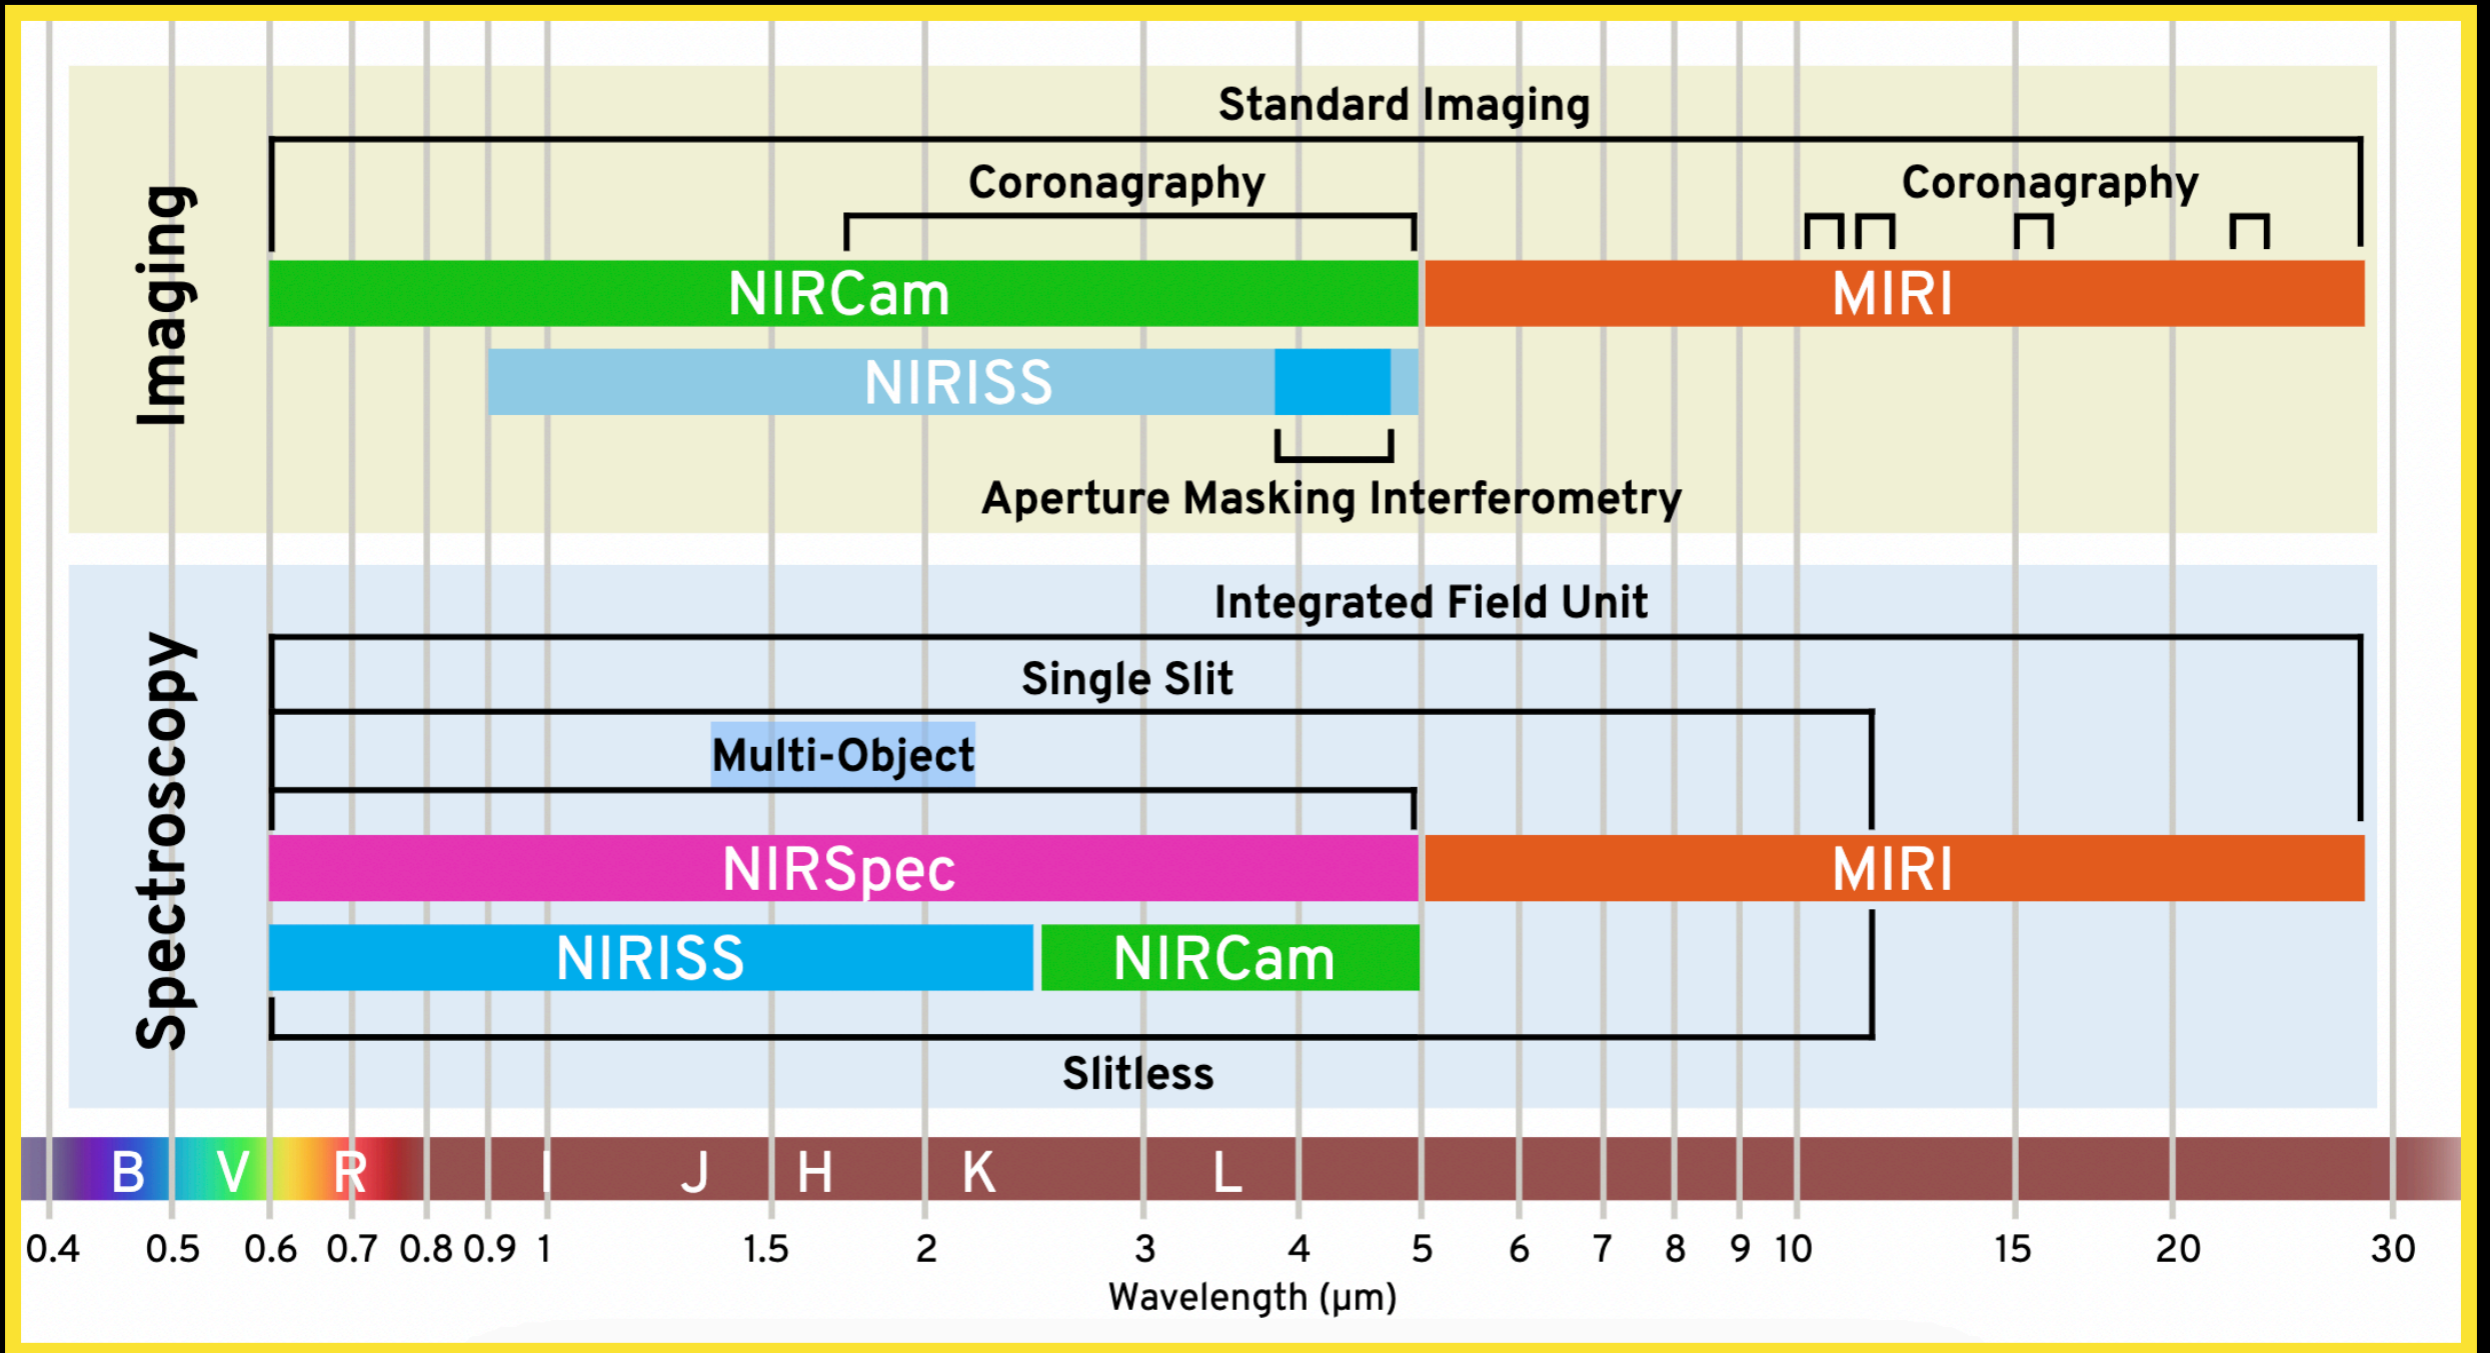 Imaging
Standard Imaging
Coronagraphy
Coronagraphy
NIRCam
MIRI
NIRISS
Aperture Masking Interferometry
Spectroscopy
Integrated Field Unit
Single Slit
Multi-Object
NIRSpec
MIRI
NIRISS
NIRCam
Slitless
B V R I J H K L
0.4 0.5 0.6 0.7 0.8 0.9 1 1.5 2 3 4 5 6 7 8 9 10 15 20 30
Wavelength (μm)